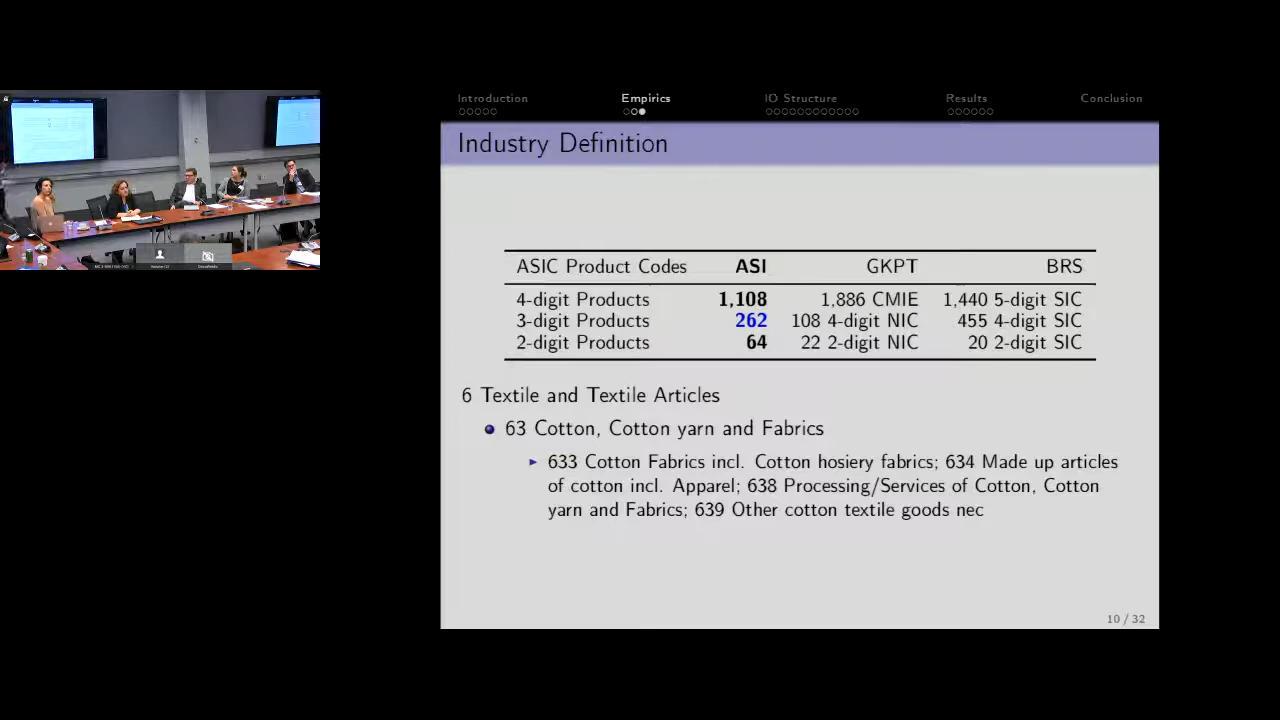 Introduction Empirics IO Structure Results Conclusion
Industry Definition
ASIC Product Codes ASI GKPT BRS
4-digit Products 1,108 1,886 CMIE 1,440 5-digit SIC
3-digit Products 262 108 4-digit NIC 455 4-digit SIC
2-digit Products 64 22 2-digit NIC 20 2-digit SIC
6 Textile and Textile Articles
63 Cotton, Cotton yarn and Fabrics
633 Cotton Fabrics incl. Cotton hosiery fabrics; 634 Made up articles
of cotton incl. Apparel; 638 Processing/Services of Cotton, Cotton
yarn and Fabrics; 639 Other cotton textile goods nec
10 / 32